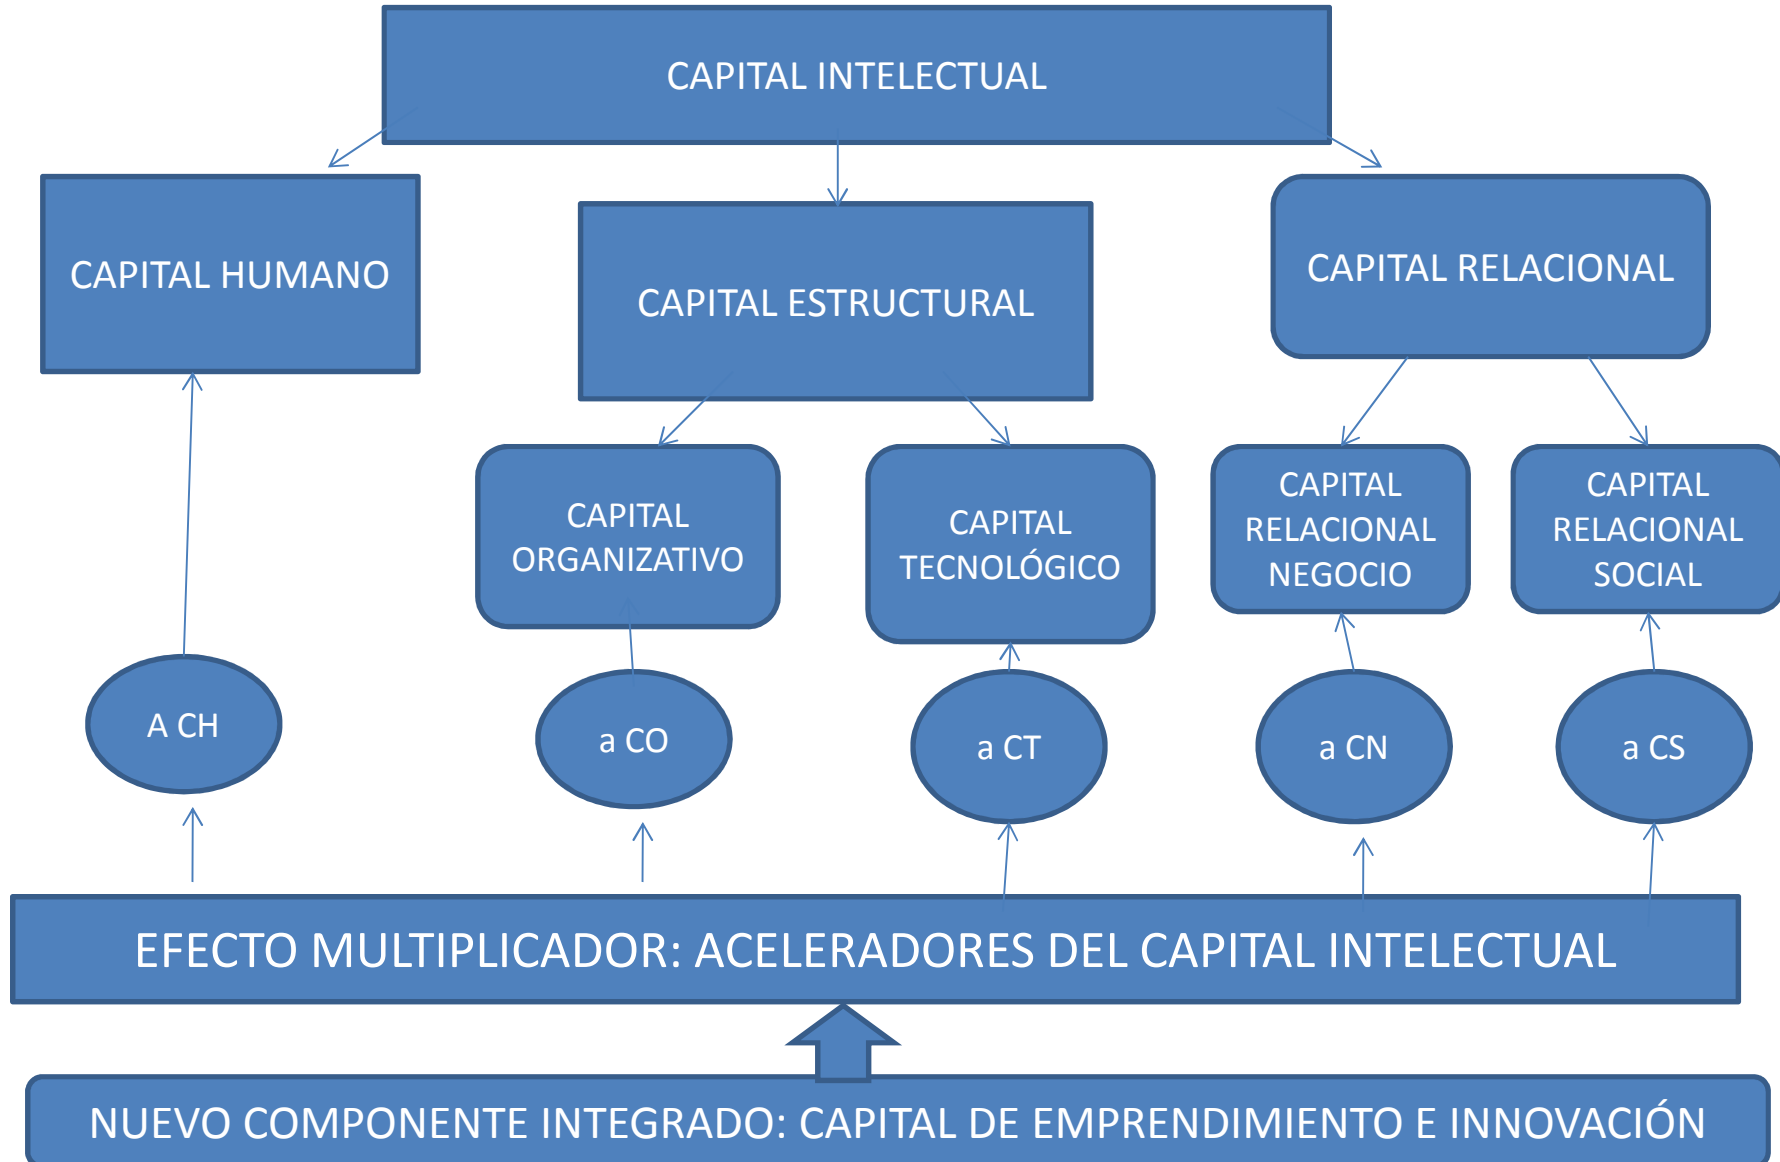 CAPITAL INTELECTUAL
CAPITAL HUMANO
CAPITAL ESTRUCTURAL
CAPITAL RELACIONAL
CAPITAL
ORGANIZATIVO
CAPITAL
TECNOLÓGICO
CAPITAL
RELACIONAL
NEGOCIO
CAPITAL
RELACIONAL
SOCIAL
A CH
a CO
a CT
a CN
a CS
EFECTO MULTIPLICADOR: ACELERADORES DEL CAPITAL INTELECTUAL
NUEVO COMPONENTE INTEGRADO: CAPITAL DE EMPRENDIMIENTO E INNOVACIÓN